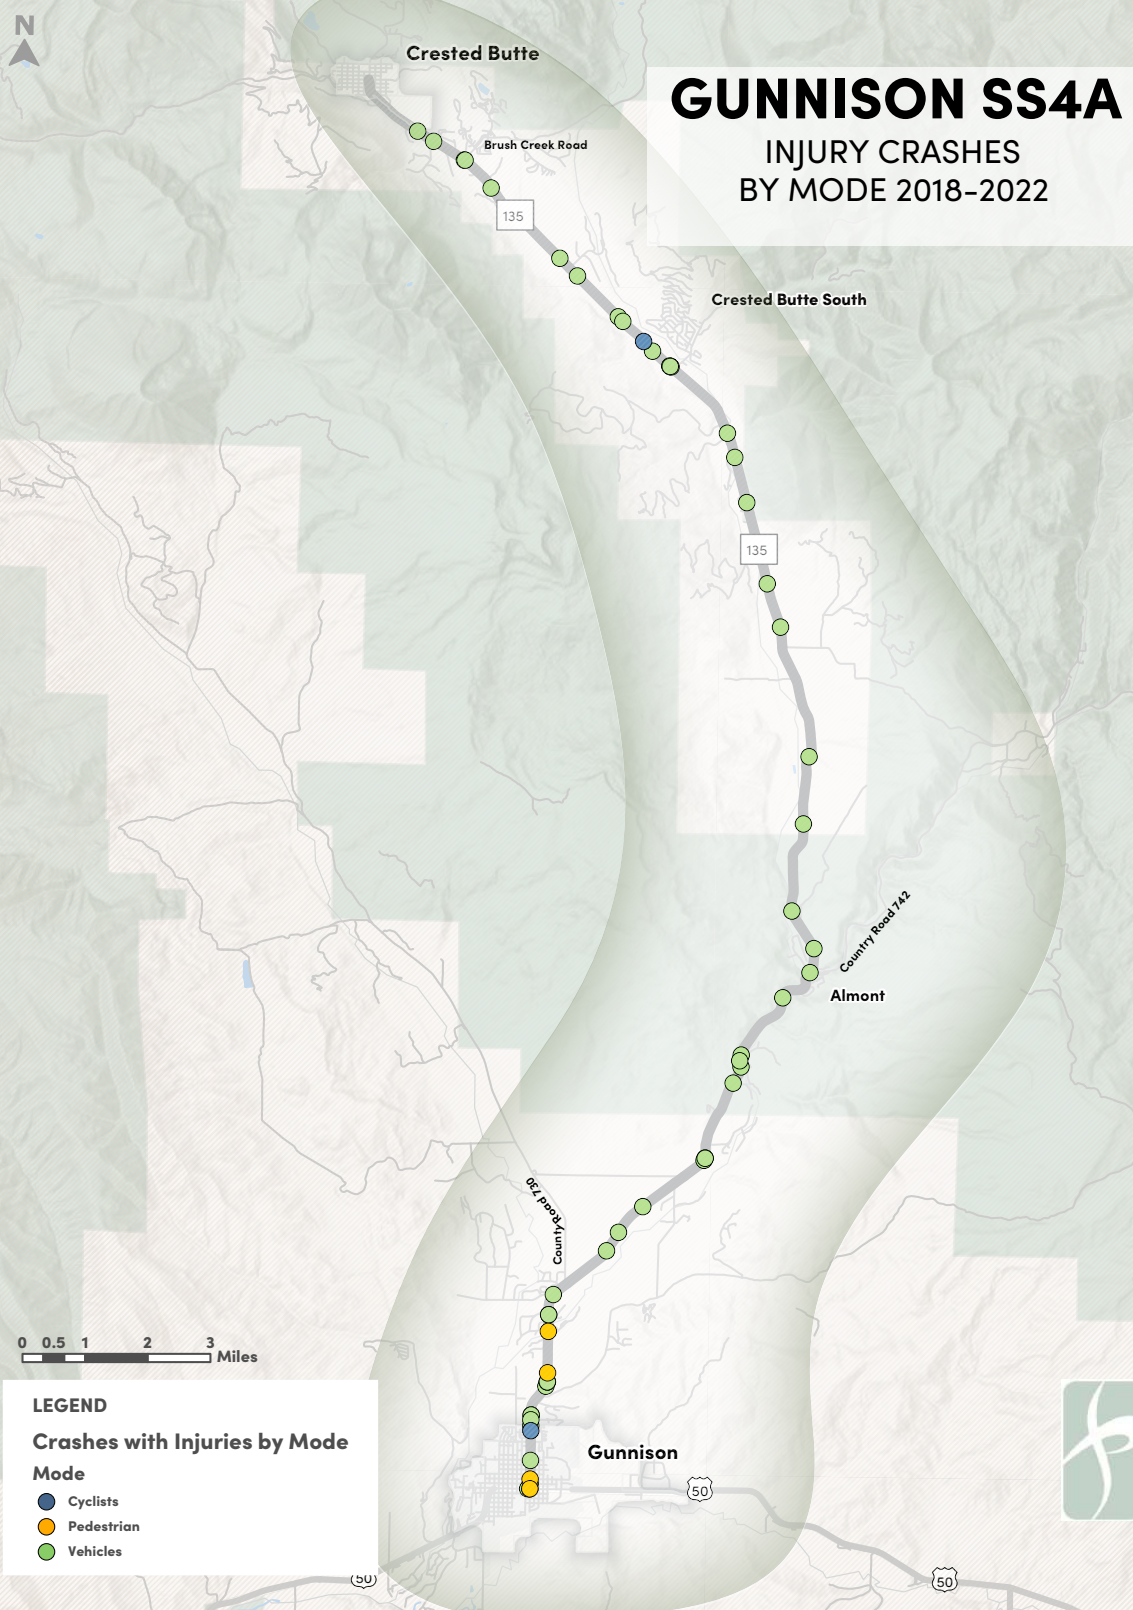 N
Crested Butte
GUNNISON SS4A
INJURY CRASHES
BY MODE 2018-2022
Brush Creek Road
135
Crested Butte South
135
Country Road 742
Almont
County Road 730
0 0.5 1 2 3
Miles
LEGEND
Crashes with Injuries by Mode
Mode
Cyclists
Pedestrian
Vehicles
Gunnison
50
50
50